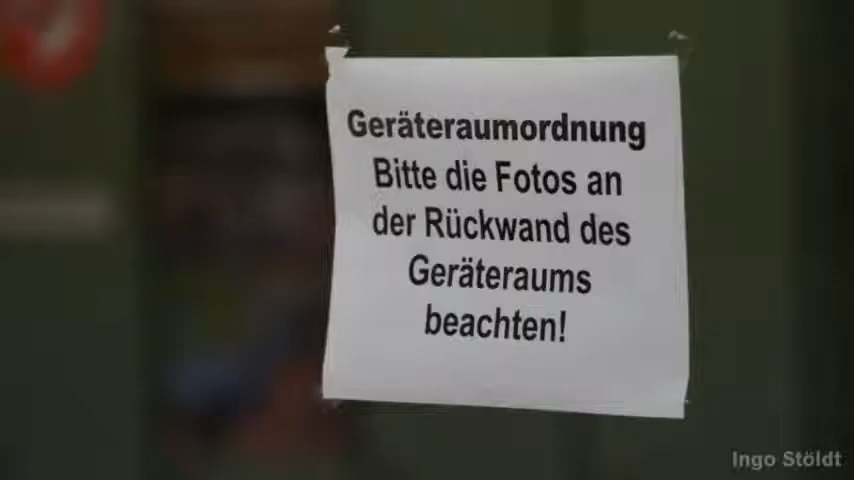 Geräteraumordnung
Bitte die Fotos an
der Rückwand des
Geräteraums
beachten!
Ingo Stöldt